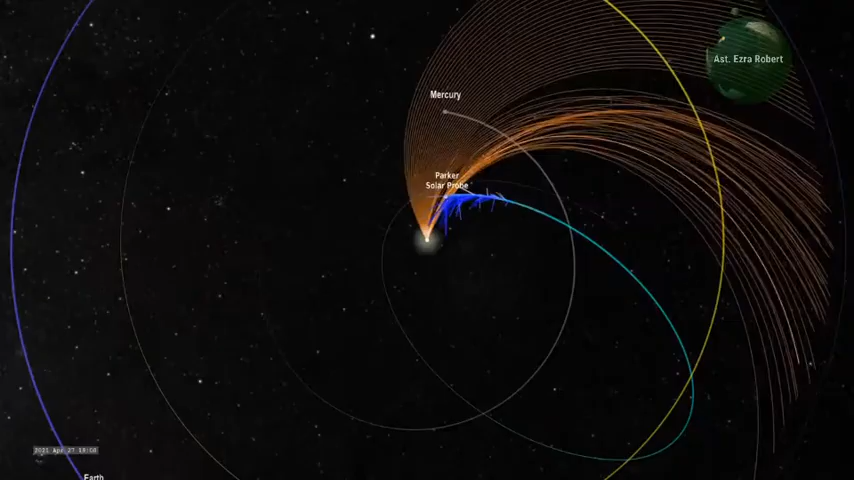 Ast. Ezra Robert
Mercury
Parker
Solar Probe
2021 Apr 27 18:00
Earth